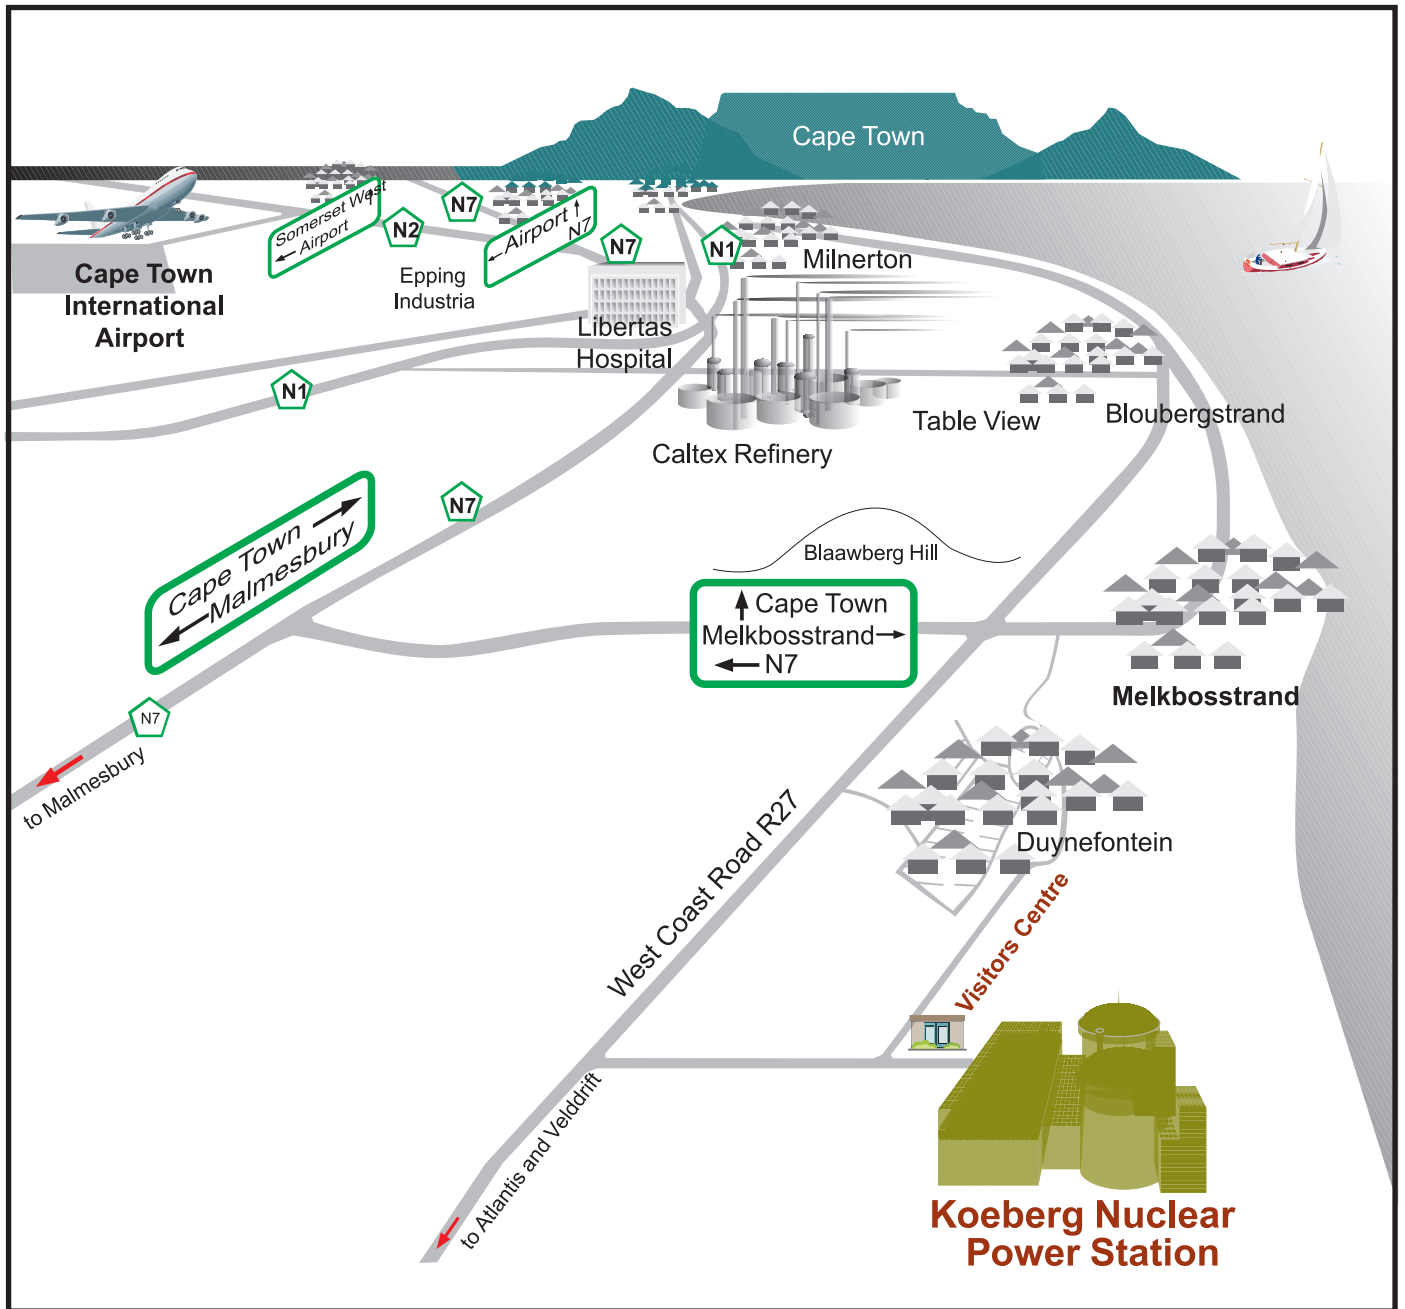 Cape Town
Somerset West
Airport
N7
N2
Airport
N7
N7
N1
Milnerton
Cape Town
International
Airport
Epping
Industria
Libertas
Hospital
N1
Table View
Bloubergstrand
Caltex Refinery
N7
Cape Town
Malmesbury
Blaawberg Hill
Cape Town
Melkbosstrand
N7
Melkbosstrand
N7
to Malmesbury
West Coast Road R27
Duynefontein
Visitors Centre
to Atlantis and Velddrift
Koeberg Nuclear
Power Station